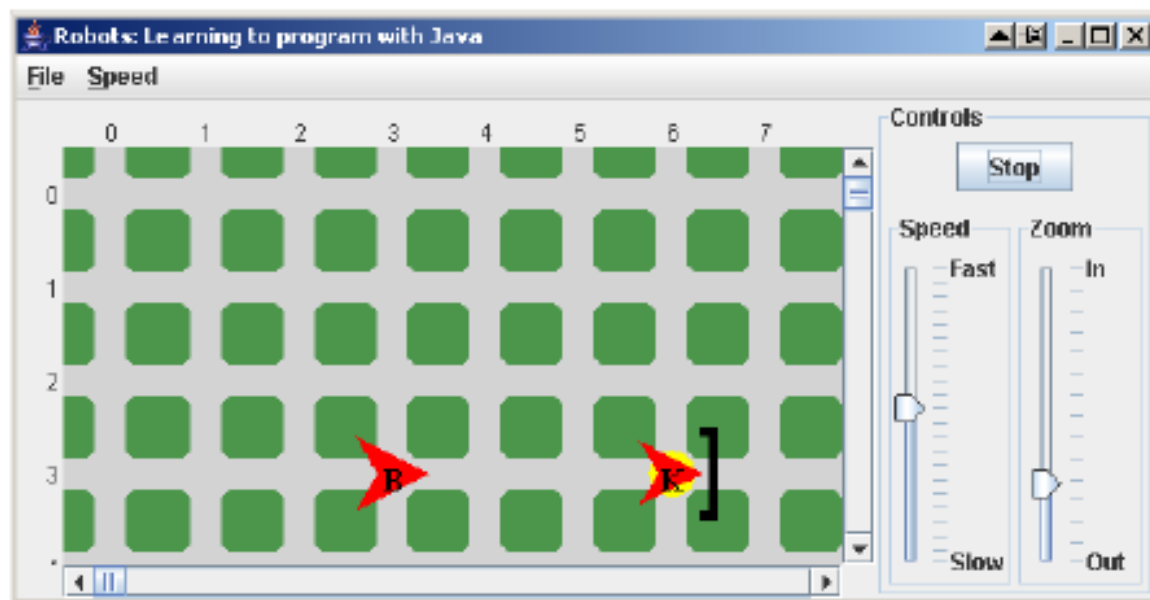 Robots: Learning to program with Java
File Speed
Controls
0 1 2 3 4 5 6 7
Stop
0
Speed Zoom
Fast In
1
2
3
R K
Slow Out